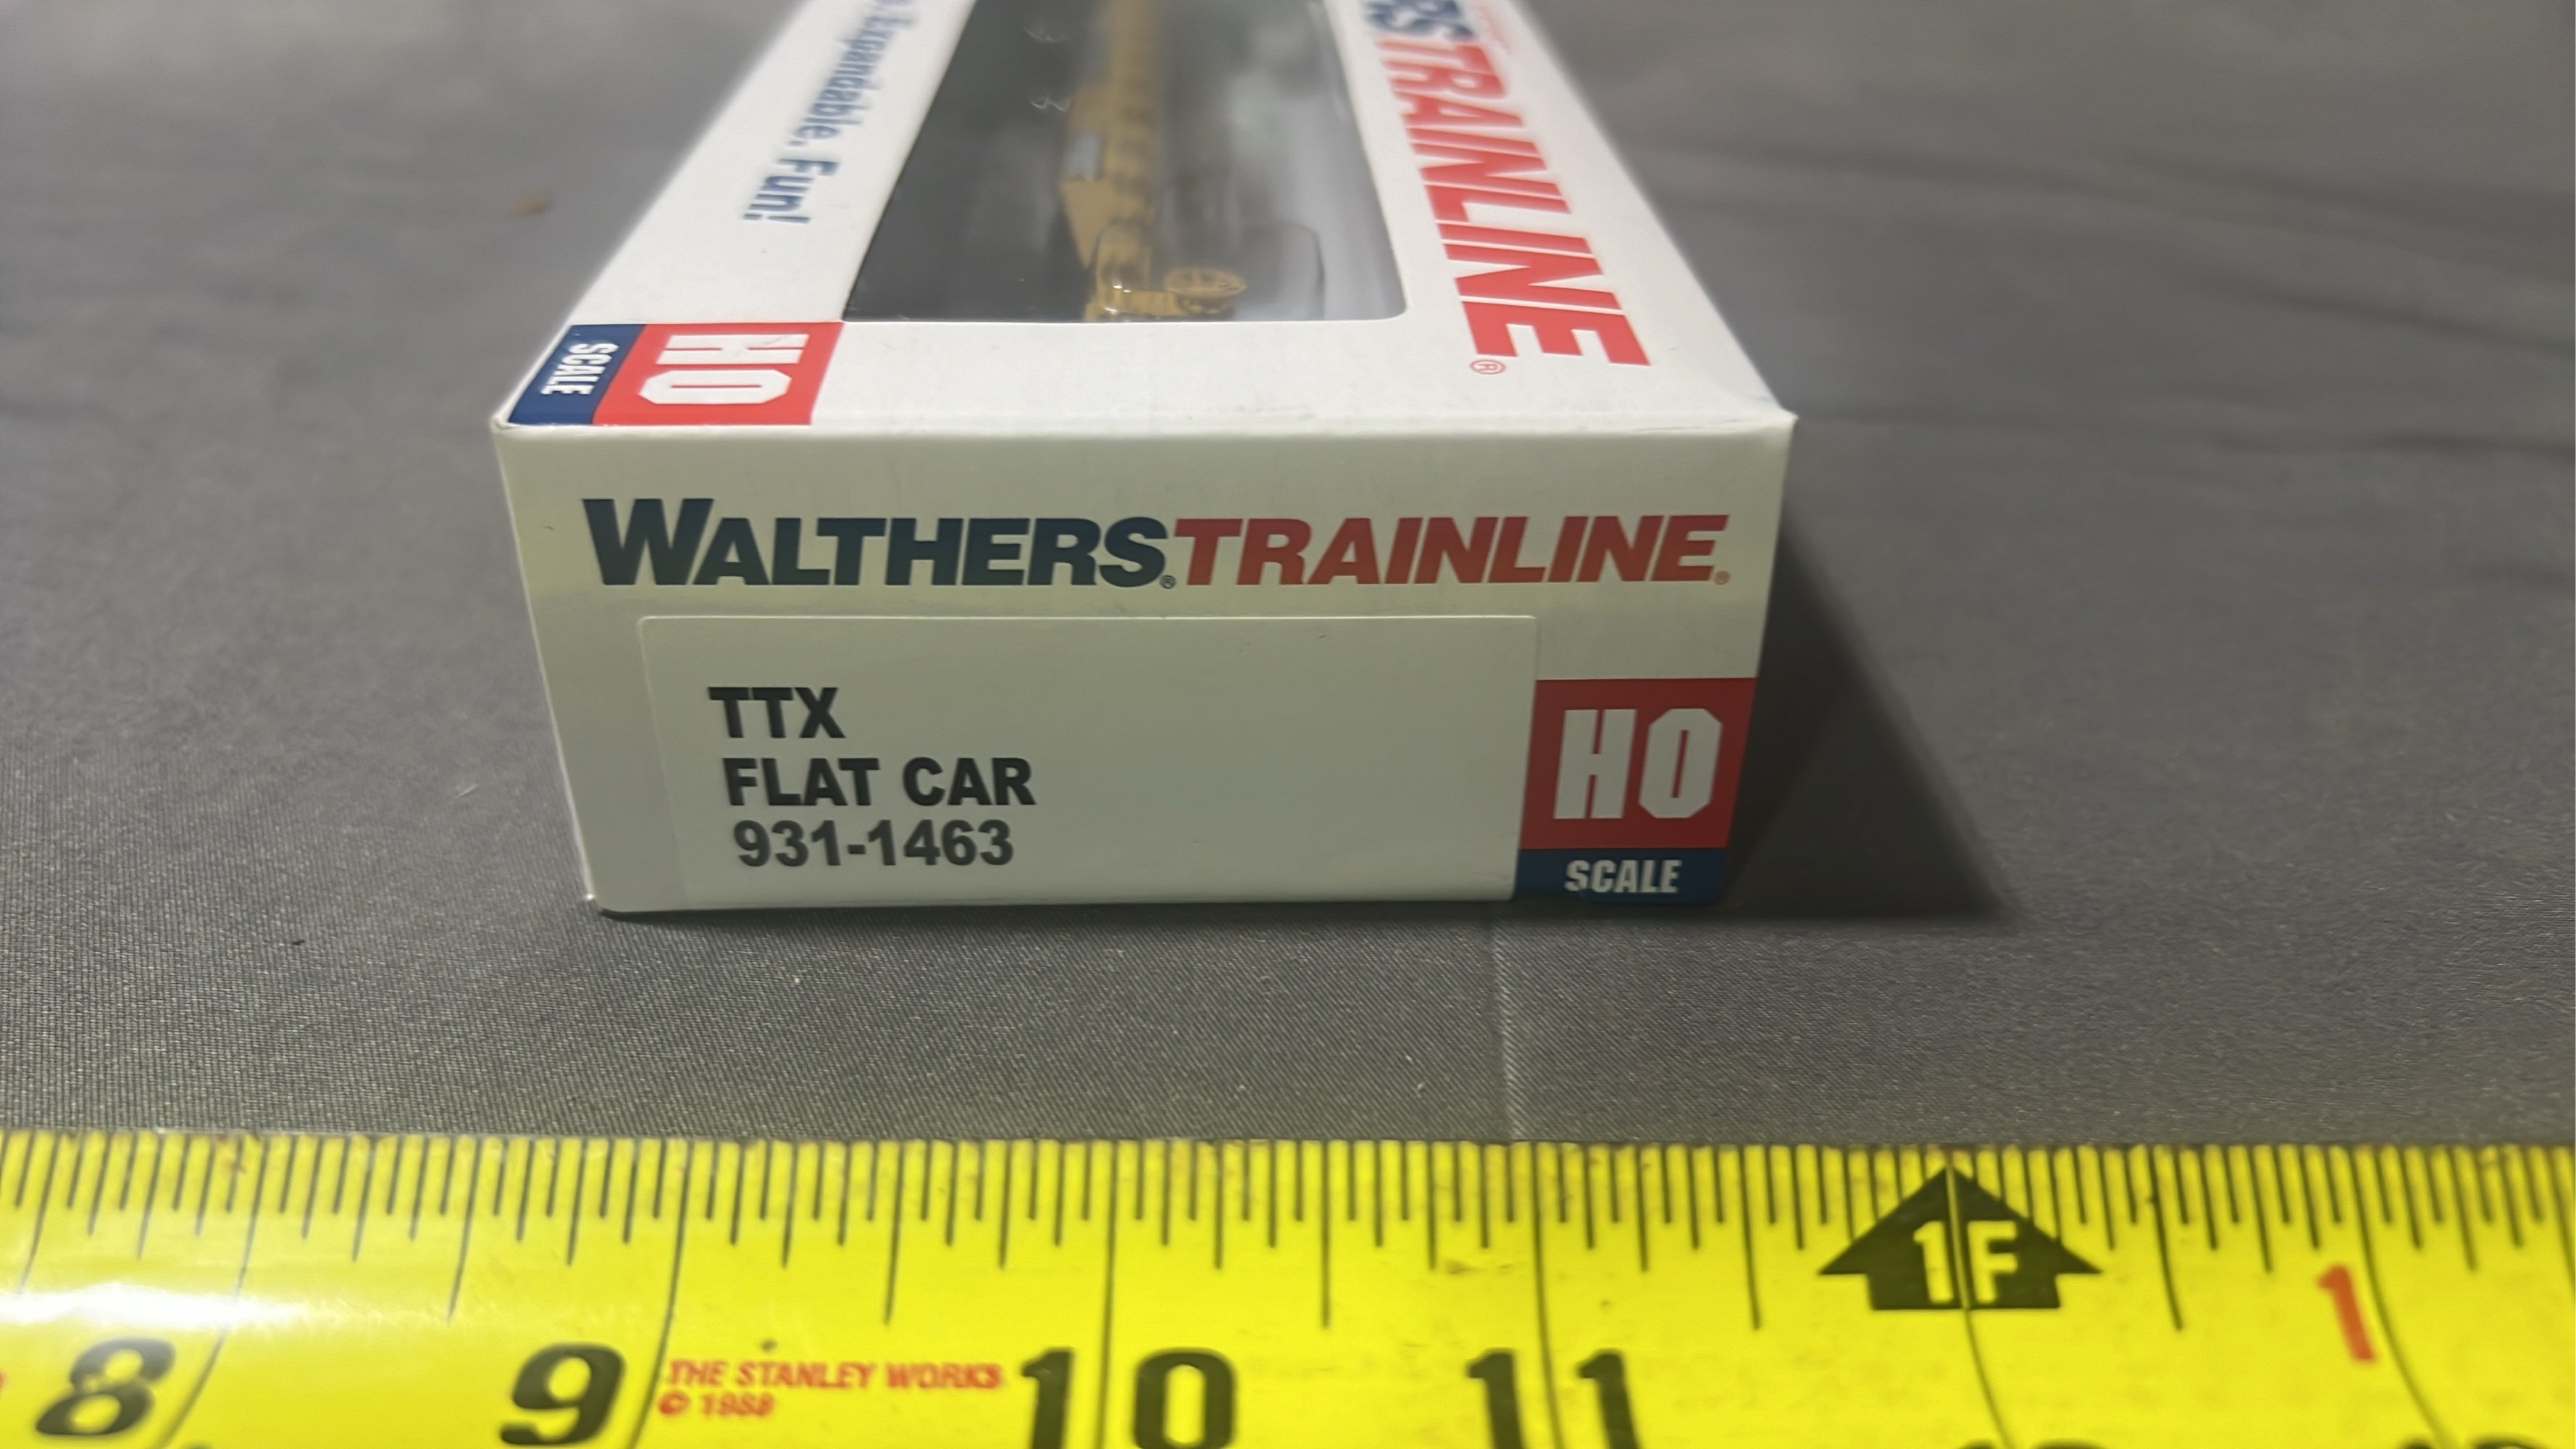 Expandable, Fun!
TRAINLINE®
HO
SCALE
WALTHERS®TRAINLINE®
TTX
FLAT CAR
931-1463
HO
SCALE
1F
1
8 9 10 11
THE STANLEY WORKS
© 1988